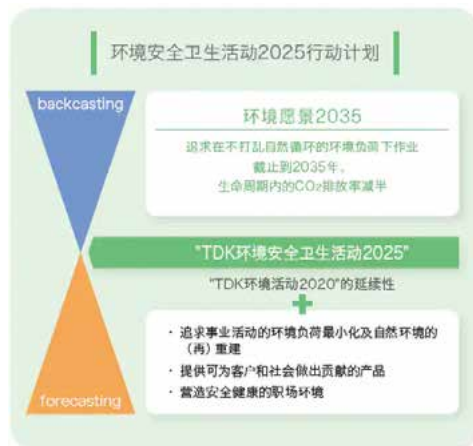 环境安全卫生活动2025行动计划
backcasting
环境愿景2035
追求在不打乱自然循环的环境负荷下作业
截止到2035年，
生命周期内的CO₂排放率减半
"TDK环境安全卫生活动2025"
"TDK环境活动2020"的延续性
+
· 追求事业活动的环境负荷最小化及自然环境的
（再）重建
· 提供可为客户和社会做出贡献的产品
· 营造安全健康的职场环境
forecasting